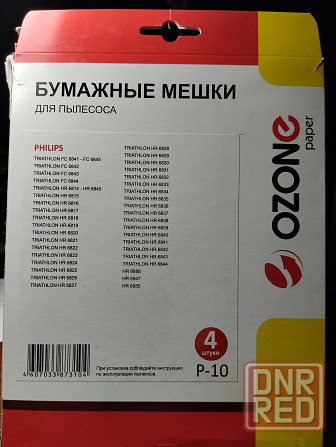 БУМАЖНЫЕ МЕШКИ
ДЛЯ ПЫЛЕСОСА
PHILIPS
TRIATHLON FC 6841 - FC 6845
TRIATHLON FC 6842
TRIATHLON FC 6843
TRIATHLON FC 6844
TRIATHLON HR 6814 - HR 6845
TRIATHLON HR 6815
TRIATHLON HR 6816
TRIATHLON HR 6817
TRIATHLON HR 6818
TRIATHLON HR 6819
TRIATHLON HR 6820
TRIATHLON HR 6821
TRIATHLON HR 6822
TRIATHLON HR 6823
TRIATHLON HR 6824
TRIATHLON HR 6825
TRIATHLON HR 6826
TRIATHLON HR 6827
TRIATHLON HR 6828
TRIATHLON HR 6829
TRIATHLON HR 6830
TRIATHLON HR 6831
TRIATHLON HR 6832
TRIATHLON HR 6833
TRIATHLON HR 6834
TRIATHLON HR 6835
TRIATHLON HR 6836
TRIATHLON HR 6837
TRIATHLON HR 6838
TRIATHLON HR 6839
TRIATHLON HR 6840
TRIATHLON HR 6841
TRIATHLON HR 6842
TRIATHLON HR 6843
TRIATHLON HR 6844
HR 6947
OZONE
paper
4
штуки
P-10
При установке соблюдайте инструкцию
по эксплуатации пылесоса.
4607033873104
DNR
RED